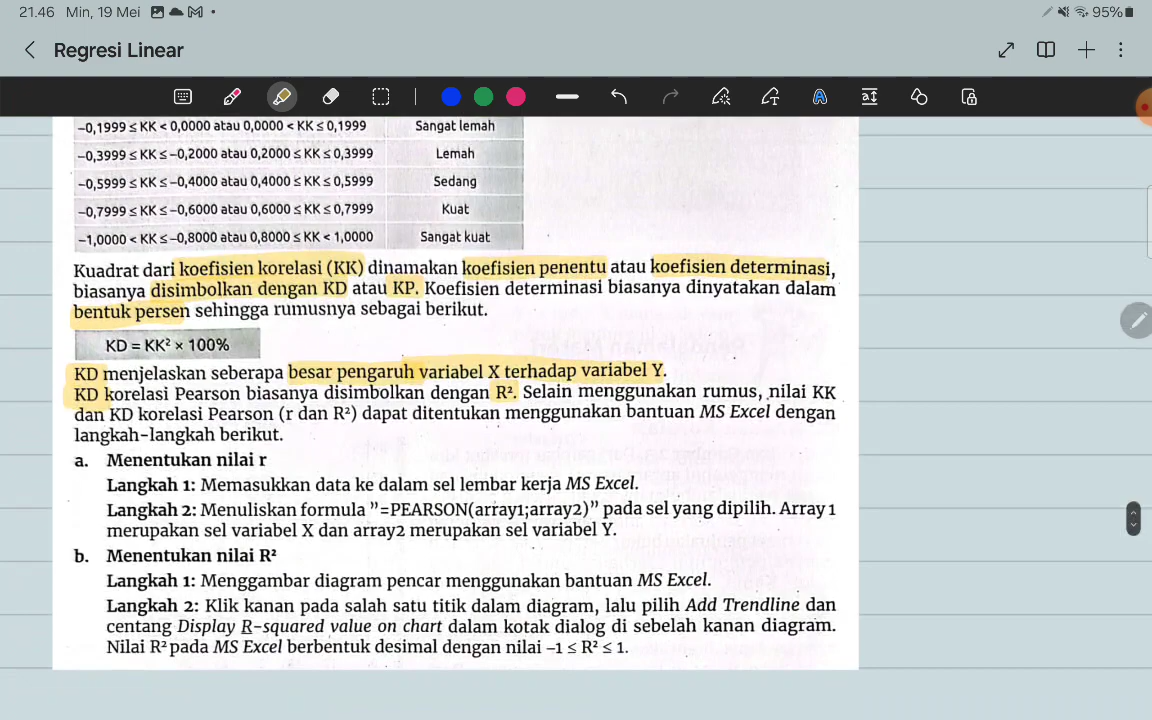 21.46 Min, 19 Mei
95%
Regresi Linear
−0,1999 ≤ KK < 0,0000 atau 0,0000 < KK ≤ 0,1999 Sangat lemah
−0,3999 ≤ KK ≤ −0,2000 atau 0,2000 ≤ KK ≤ 0,3999 Lemah
−0,5999 ≤ KK ≤ −0,4000 atau 0,4000 ≤ KK ≤ 0,5999 Sedang
−0,7999 ≤ KK ≤ −0,6000 atau 0,6000 ≤ KK ≤ 0,7999 Kuat
−1,0000 < KK ≤ −0,8000 atau 0,8000 ≤ KK < 1,0000 Sangat kuat
Kuadrat dari koefisien korelasi (KK) dinamakan koefisien penentu atau koefisien determinasi,
biasanya disimbolkan dengan KD atau KP. Koefisien determinasi biasanya dinyatakan dalam
bentuk persen sehingga rumusnya sebagai berikut.
KD = KK² × 100%
KD menjelaskan seberapa besar pengaruh variabel X terhadap variabel Y.
KD korelasi Pearson biasanya disimbolkan dengan R². Selain menggunakan rumus, nilai KK
dan KD korelasi Pearson (r dan R²) dapat ditentukan menggunakan bantuan MS Excel dengan
langkah-langkah berikut.
a. Menentukan nilai r
Langkah 1: Memasukkan data ke dalam sel lembar kerja MS Excel.
Langkah 2: Menuliskan formula ”=PEARSON(array1;array2)” pada sel yang dipilih. Array 1
merupakan sel variabel X dan array2 merupakan sel variabel Y.
b. Menentukan nilai R²
Langkah 1: Menggambar diagram pencar menggunakan bantuan MS Excel.
Langkah 2: Klik kanan pada salah satu titik dalam diagram, lalu pilih Add Trendline dan
centang Display R-squared value on chart dalam kotak dialog di sebelah kanan diagram.
Nilai R² pada MS Excel berbentuk desimal dengan nilai −1 ≤ R² ≤ 1.